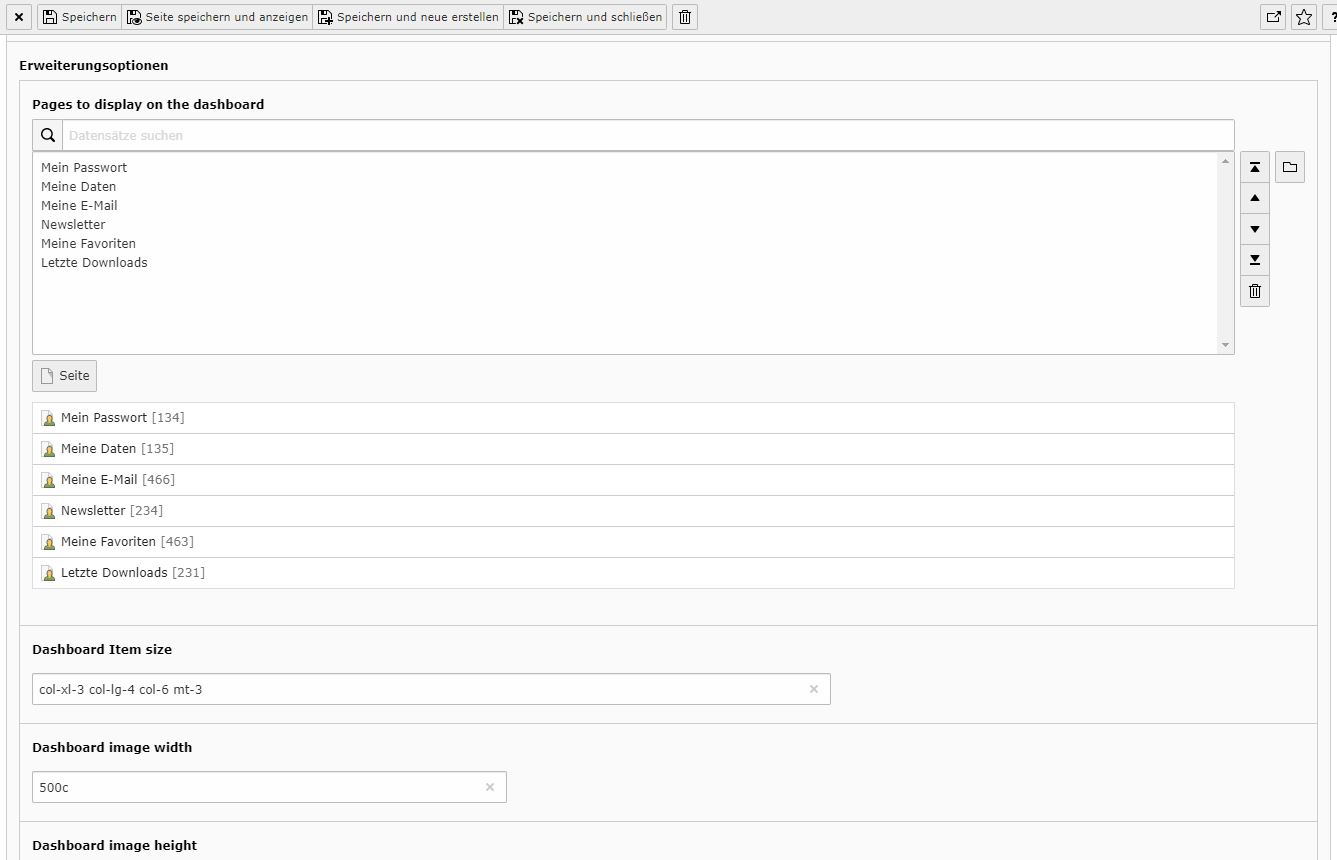 Speichern Seite speichern und anzeigen Speichern und neue erstellen Speichern und schließen ?
Erweiterungsoptionen
Pages to display on the dashboard
Datensätze suchen
Mein Passwort
Meine Daten
Meine E-Mail
Newsletter
Meine Favoriten
Letzte Downloads
Seite
Mein Passwort [134]
Meine Daten [135]
Meine E-Mail [466]
Newsletter [234]
Meine Favoriten [463]
Letzte Downloads [231]
Dashboard Item size
col-xl-3 col-lg-4 col-6 mt-3
Dashboard image width
500c
Dashboard image height